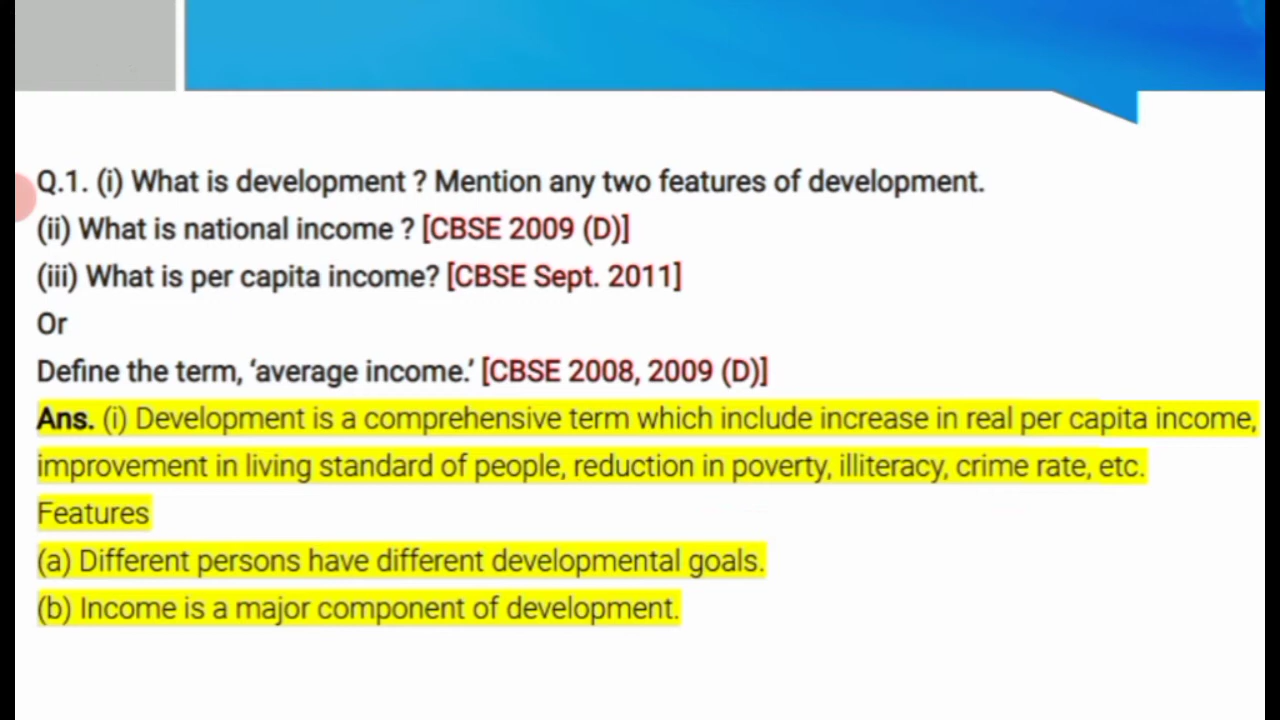 Q.1. (i) What is development ? Mention any two features of development.
(ii) What is national income ? [CBSE 2009 (D)]
(iii) What is per capita income? [CBSE Sept. 2011]
Or
Define the term, ‘average income.’ [CBSE 2008, 2009 (D)]
Ans. (i) Development is a comprehensive term which include increase in real per capita income,
improvement in living standard of people, reduction in poverty, illiteracy, crime rate, etc.
Features
(a) Different persons have different developmental goals.
(b) Income is a major component of development.